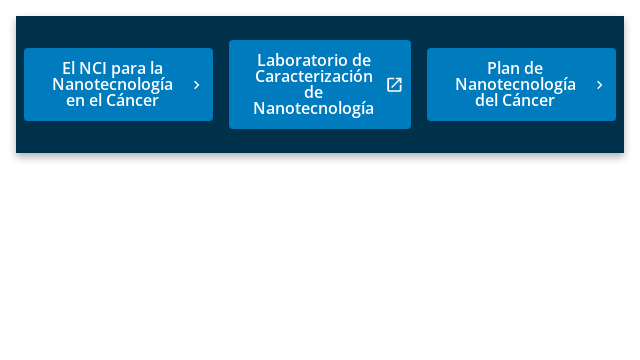 El NCI para la
Nanotecnología
en el Cáncer
Laboratorio de
Caracterización
de
Nanotecnología
Plan de
Nanotecnología
del Cáncer